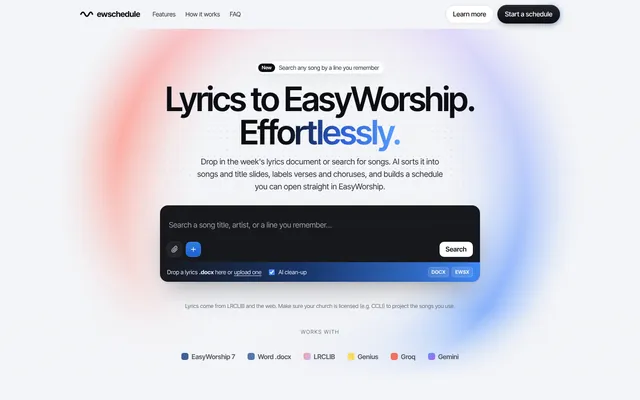 ewschedule
Features
How it works
FAQ
Learn more
Start a schedule
New
Search any song by a line you remember
Lyrics to EasyWorship.
Effortlessly.
Drop in the week's lyrics document or search for songs. AI sorts it into
songs and title slides, labels verses and choruses, and builds a schedule
you can open straight in EasyWorship.
Search a song title, artist, or a line you remember...
Search
Drop a lyrics .docx here or upload one
AI clean-up
DOCX
EWSX
Lyrics come from LRCLIB and the web. Make sure your church is licensed (e.g. CCLI) to project the songs you use.
WORKS WITH
EasyWorship 7
Word .docx
LRCLIB
Genius
Groq
Gemini